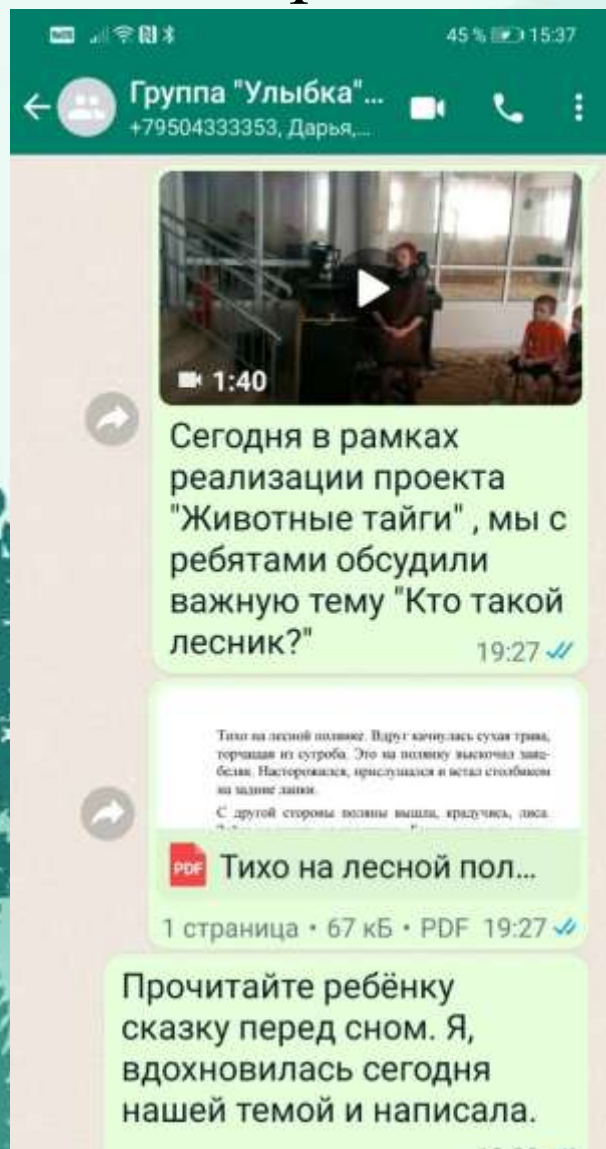 45 % 15:37
Группа "Улыбка"...
+79504333353, Дарья,...
1:40
Сегодня в рамках
реализации проекта
"Животные тайги" , мы с
ребятами обсудили
важную тему "Кто такой
лесник?"
19:27
Тихо на лесной полянке. Вдруг качнулась сухая трава,
торчащая из сугроба. Это на полянку выскочил заяц-
беляк. Насторожился, прислушался и встал столбиком
на задние лапки.
С другой стороны поляны вышла, крадучись, лиса.
PDF Тихо на лесной пол...
1 страница • 67 кБ • PDF 19:27
Прочитайте ребёнку
сказку перед сном. Я,
вдохновилась сегодня
нашей темой и написала.